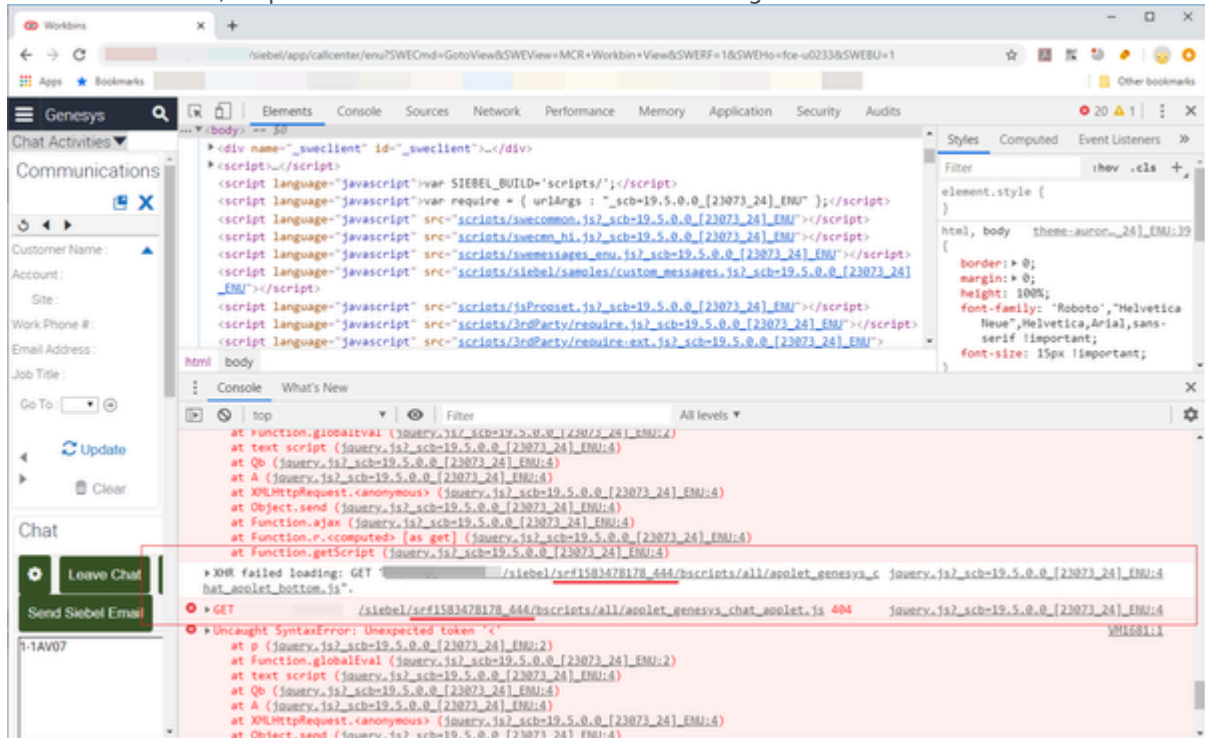 Workbins
/siebel/app/callcenter/enu?SWECmd=GotoView&SWEView=MCR+Workbin+View&SWERF=1&SWEHo=fce-u0233&SWEBU=1
Apps Bookmarks Other bookmarks
Genesys
Elements Console Sources Network Performance Memory Application Security Audits 20 1
Chat Activities
... <body> == $0
<div name="_sweclient" id="_sweclient">…</div>
<script>…</script>
<script language="javascript">var SIEBEL_BUILD='scripts/';</script>
<script language="javascript">var require = { urlArgs : "_scb=19.5.0.0_[23073_24]_ENU" };</script>
<script language="javascript" src="scripts/swecommon.js?_scb=19.5.0.0_[23073_24]_ENU"></script>
<script language="javascript" src="scripts/swecmn_hi.js?_scb=19.5.0.0_[23073_24]_ENU"></script>
<script language="javascript" src="scripts/swemessages_enu.js?_scb=19.5.0.0_[23073_24]_ENU"></script>
<script language="javascript" src="scripts/siebel/samples/custom_messages.js?_scb=19.5.0.0_[23073_24]
_ENU"></script>
<script language="javascript" src="scripts/jsPropset.js?_scb=19.5.0.0_[23073_24]_ENU"></script>
<script language="javascript" src="scripts/3rdParty/require.js?_scb=19.5.0.0_[23073_24]_ENU"></script>
<script language="javascript" src="scripts/3rdParty/require-ext.js?_scb=19.5.0.0_[23073_24]_ENU">
html body
Styles Computed Event Listeners »
Filter :hov .cls +
element.style {
}
html, body theme-auror…_24]_ENU:39
{
border: 0;
margin: 0;
height: 100%;
font-family: 'Roboto',"Helvetica
Neue",Helvetica,Arial,sans-
serif !important;
font-size: 15px !important;
}
Communications
Customer Name :
Account :
Site :
Work Phone # :
Email Address :
Job Title :
Go To :
Update
Clear
Chat
Leave Chat
Send Siebel Email
1-1AV07
Console What's New
top Filter All levels
at Function.globalEval (jquery.js?_scb=19.5.0.0_[23073_24]_ENU:2)
at text script (jquery.js?_scb=19.5.0.0_[23073_24]_ENU:4)
at Qb (jquery.js?_scb=19.5.0.0_[23073_24]_ENU:4)
at A (jquery.js?_scb=19.5.0.0_[23073_24]_ENU:4)
at XMLHttpRequest.<anonymous> (jquery.js?_scb=19.5.0.0_[23073_24]_ENU:4)
at Object.send (jquery.js?_scb=19.5.0.0_[23073_24]_ENU:4)
at Function.ajax (jquery.js?_scb=19.5.0.0_[23073_24]_ENU:4)
at Function.r.<computed> [as get] (jquery.js?_scb=19.5.0.0_[23073_24]_ENU:4)
at Function.getScript (jquery.js?_scb=19.5.0.0_[23073_24]_ENU:4)
XHR failed loading: GET " /siebel/srf1583478178_444/bscripts/all/applet_genesys_c jquery.js?_scb=19.5.0.0_[23073_24]_ENU:4
hat_applet_bottom.js".
GET /siebel/srf1583478178_444/bscripts/all/applet_genesys_chat_applet.js 404 jquery.js?_scb=19.5.0.0_[23073_24]_ENU:4
Uncaught SyntaxError: Unexpected token '<' VM1681:1
at p (jquery.js?_scb=19.5.0.0_[23073_24]_ENU:2)
at Function.globalEval (jquery.js?_scb=19.5.0.0_[23073_24]_ENU:2)
at text script (jquery.js?_scb=19.5.0.0_[23073_24]_ENU:4)
at Qb (jquery.js?_scb=19.5.0.0_[23073_24]_ENU:4)
at A (jquery.js?_scb=19.5.0.0_[23073_24]_ENU:4)
at XMLHttpRequest.<anonymous> (jquery.js?_scb=19.5.0.0_[23073_24]_ENU:4)
at Object.send (jquery.js?_scb=19.5.0.0_[23073_24]_ENU:4)